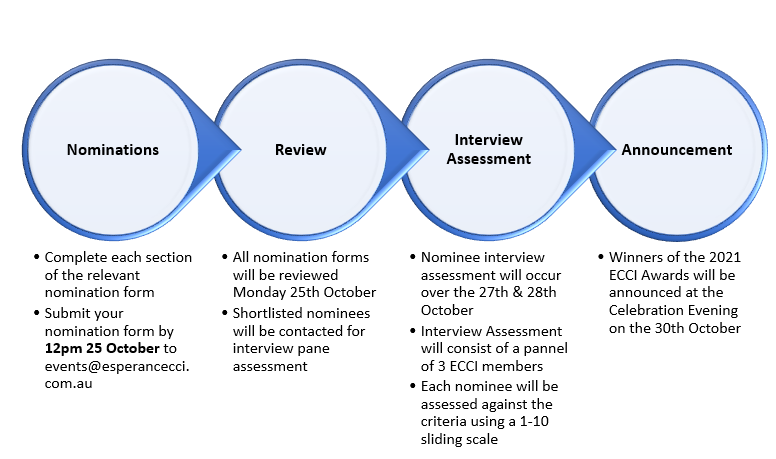 Nominations
Review
Interview
Assessment
Announcement
• Complete each section
of the relevant
nomination form
• Submit your
nomination form by
12pm 25 October to
events@esperancecci.
com.au
• All nomination forms
will be reviewed
Monday 25th October
• Shortlisted nominees
will be contacted for
interview pane
assessment
• Nominee interview
assessment will occur
over the 27th & 28th
October
• Interview Assessment
will consist of a pannel
of 3 ECCI members
• Each nominee will be
assessed against the
criteria using a 1-10
sliding scale
• Winners of the 2021
ECCI Awards will be
announced at the
Celebration Evening
on the 30th October